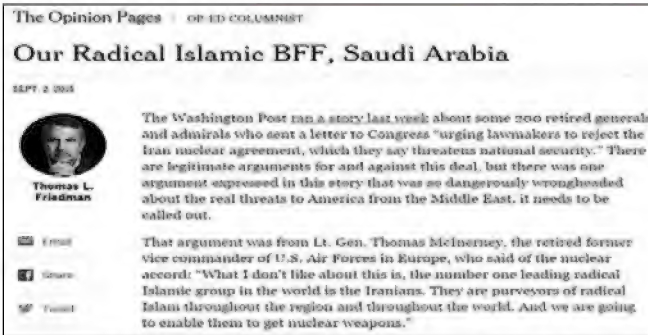 The Opinion Pages | OP-ED COLUMNIST
Our Radical Islamic BFF, Saudi Arabia
SEPT. 2, 2015
Thomas L.
Friedman
Email
Share
Tweet
The Washington Post ran a story last week about some 200 retired generals
and admirals who sent a letter to Congress “urging lawmakers to reject the
Iran nuclear agreement, which they say threatens national security.” There
are legitimate arguments for and against this deal, but there was one
argument expressed in this story that was so dangerously wrongheaded
about the real threats to America from the Middle East, it needs to be
called out.
That argument was from Lt. Gen. Thomas McInerney, the retired former
vice commander of U.S. Air Forces in Europe, who said of the nuclear
accord: “What I don't like about this is, the number one leading radical
Islamic group in the world is the Iranians. They are purveyors of radical
Islam throughout the region and throughout the world. And we are going
to enable them to get nuclear weapons.”